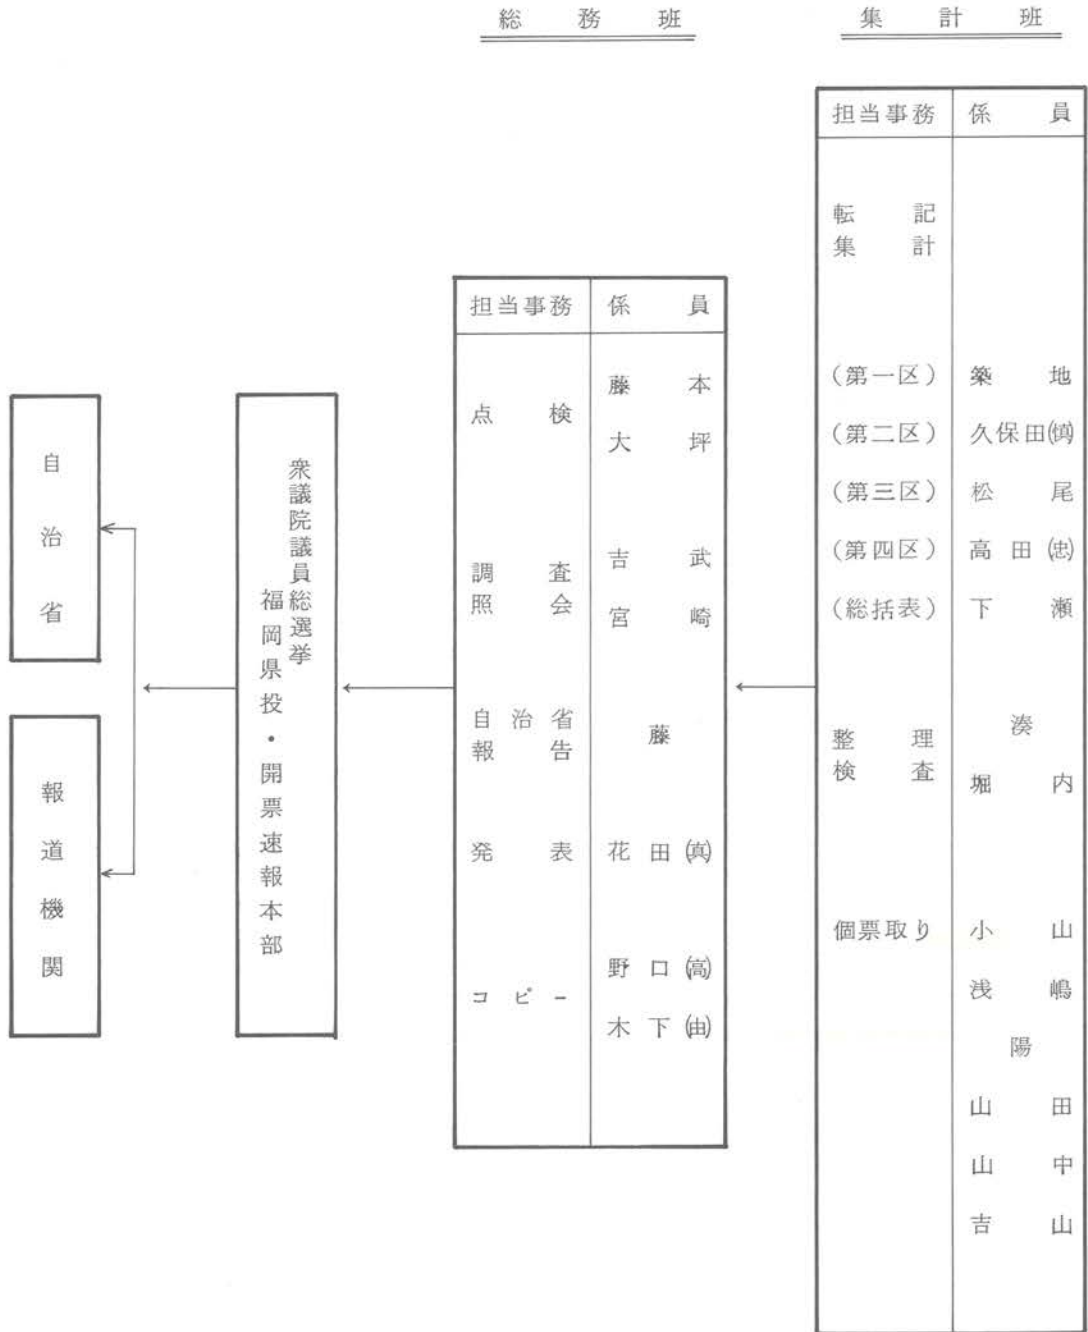 総務班
集計班
担当事務 係員
転記
集計
(第一区) 築地
(第二区) 久保田(慎)
(第三区) 松尾
(第四区) 高田(忠)
(総括表) 下瀬
整理
検査
湊
堀内
個票取り 小山
浅嶋
陽
山田
山中
吉山
担当事務 係員
点検
藤本
大坪
調査
照会
吉武
宮崎
自治省
報告
藤
発表 花田(真)
コピー
野口(高)
木下(由)
衆議院議員総選挙
福岡県投・開票速報本部
自治省
報道機関